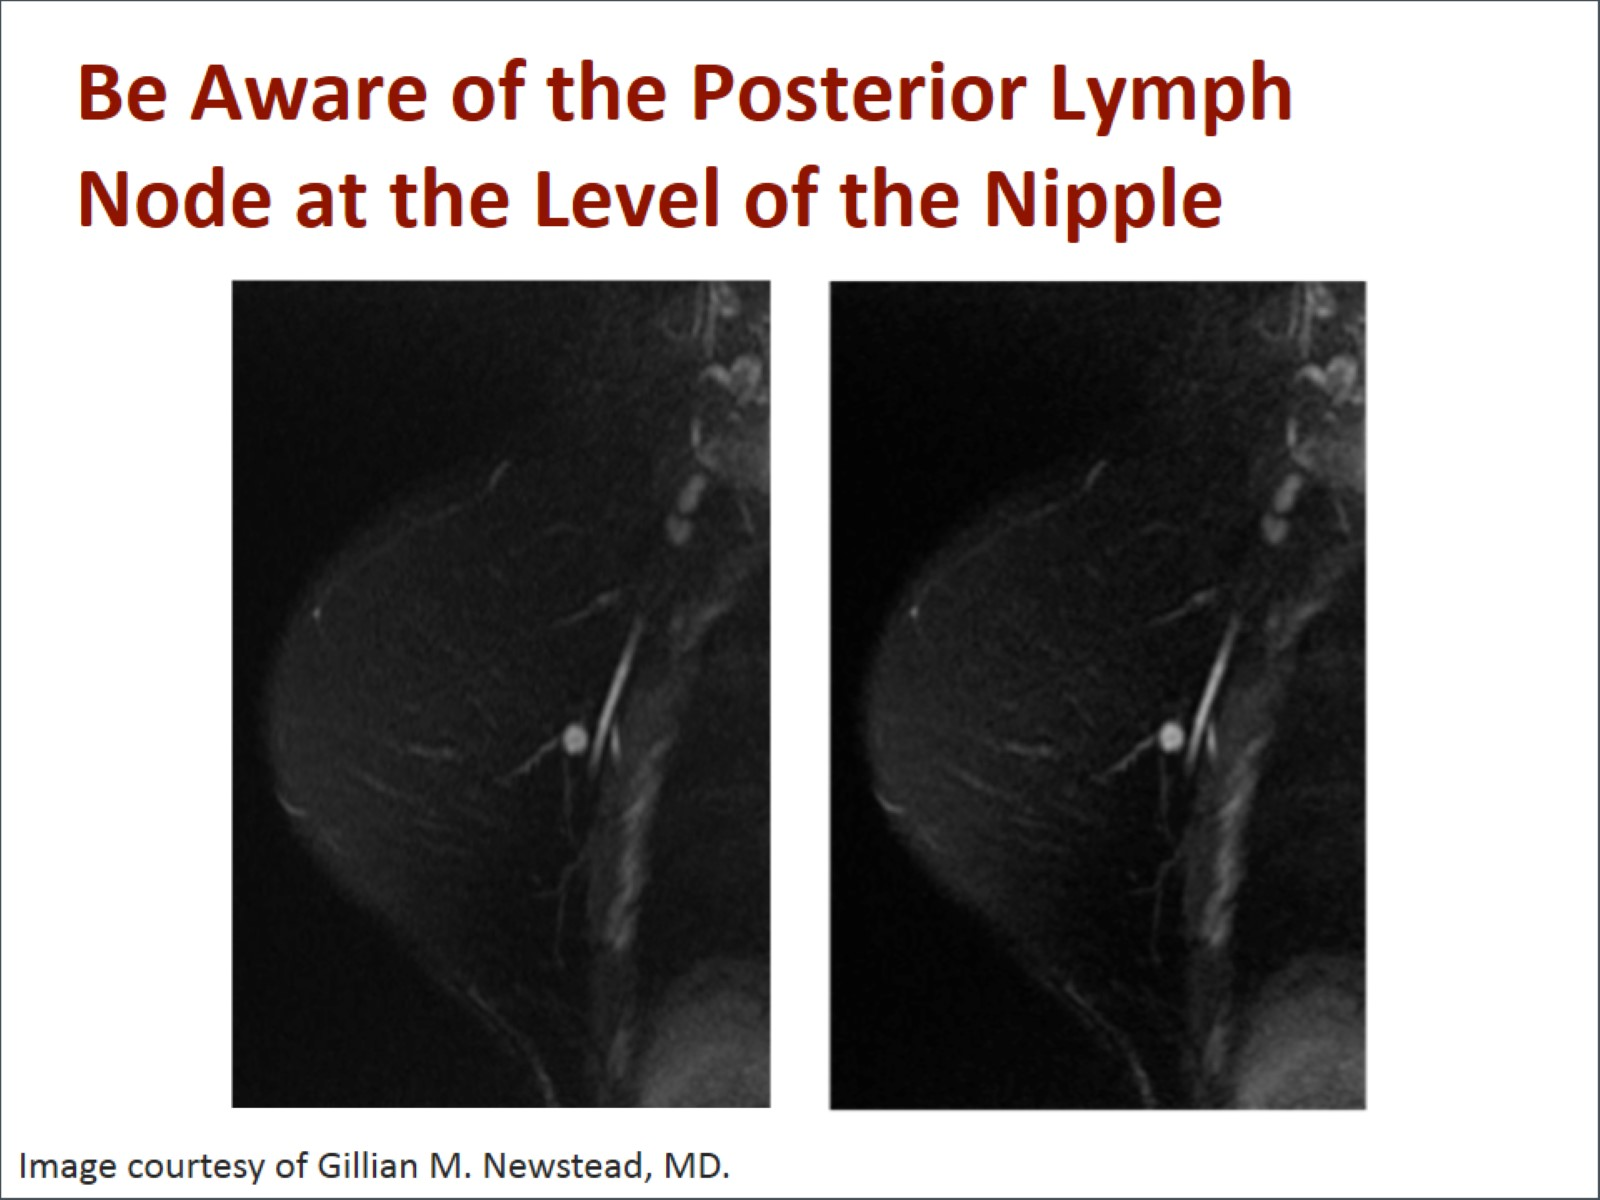 Be Aware of the Posterior Lymph
Node at the Level of the Nipple
Image courtesy of Gillian M. Newstead, MD.